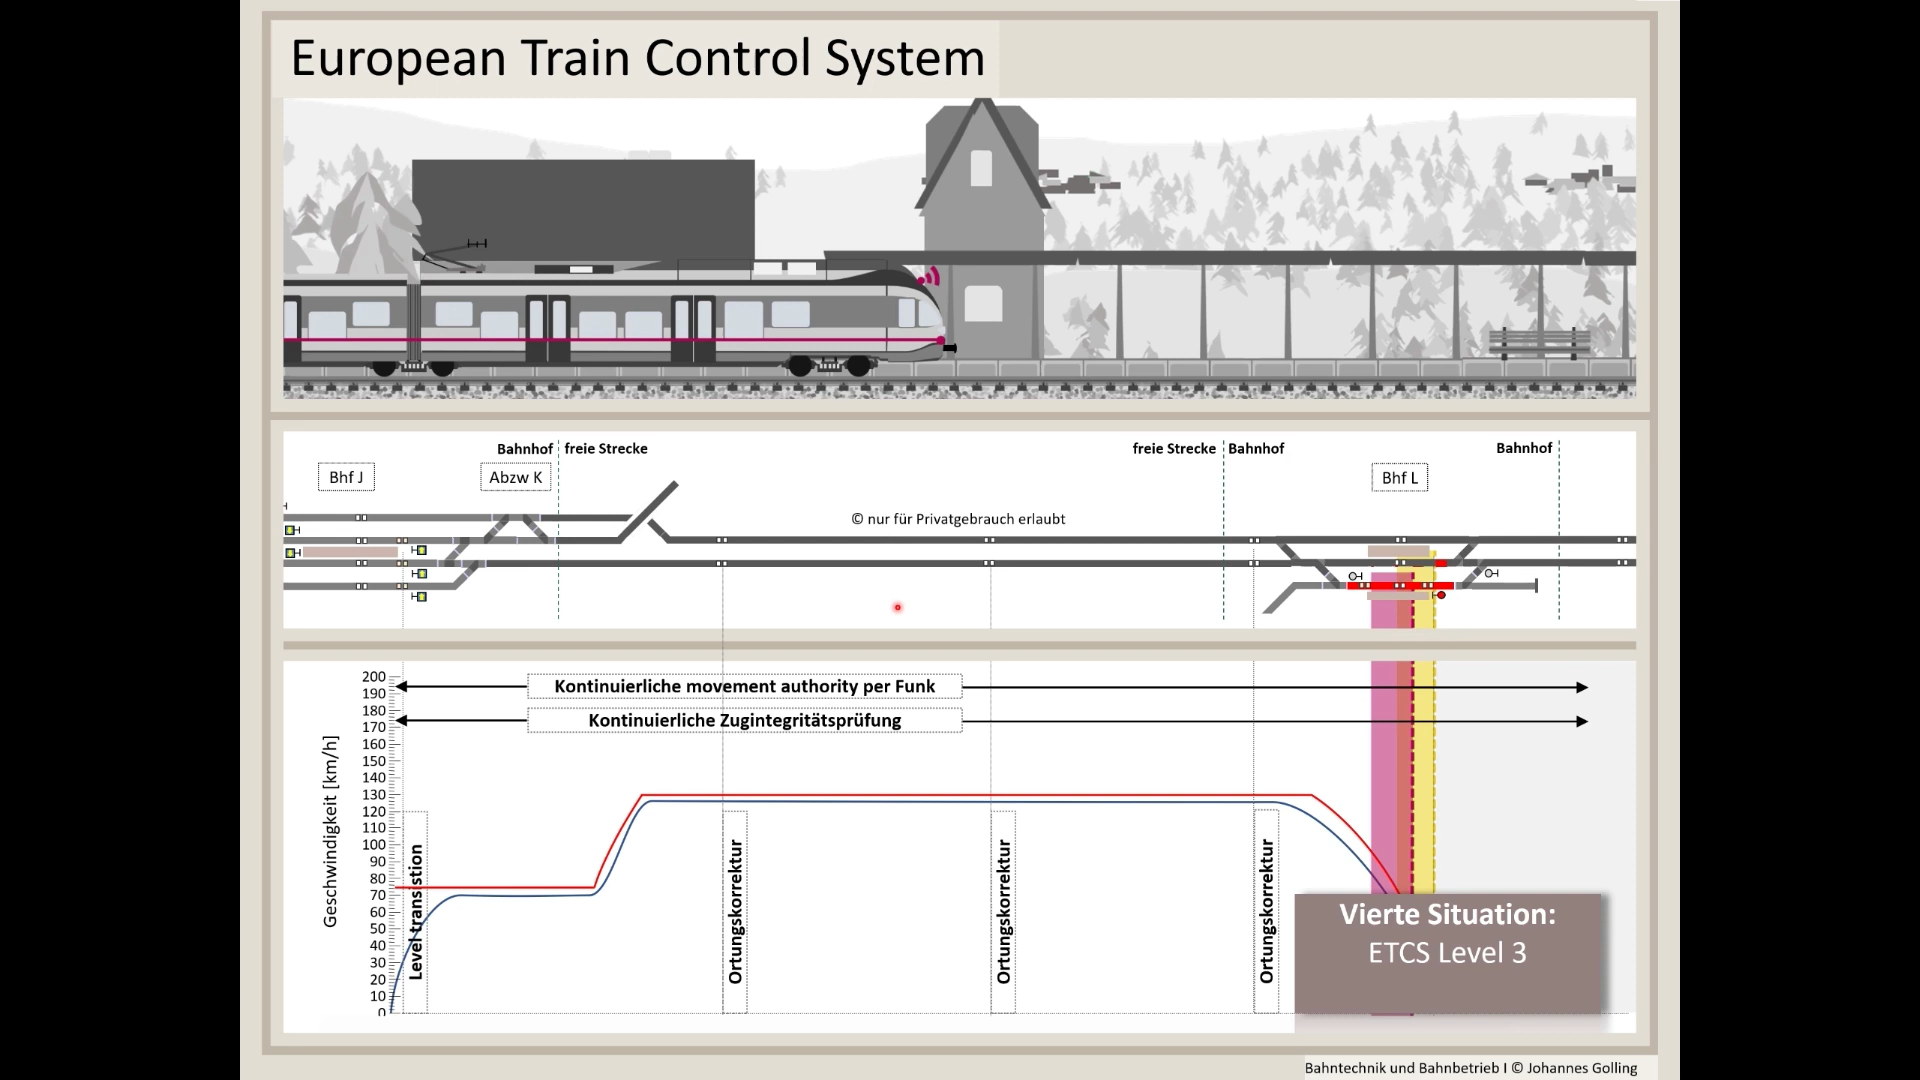 European Train Control System
Bahnhof freie Strecke
freie Strecke Bahnhof
Bahnhof
Bhf J
Abzw K
Bhf L
© nur für Privatgebrauch erlaubt
Kontinuierliche movement authority per Funk
Kontinuierliche Zugintegritätsprüfung
Geschwindigkeit [km/h]
200
190
180
170
160
150
140
130
120
110
100
90
80
70
60
50
40
30
20
10
0
Level transistion
Ortungskorrektur
Ortungskorrektur
Ortungskorrektur
Vierte Situation:
ETCS Level 3
Bahntechnik und Bahnbetrieb I © Johannes Golling